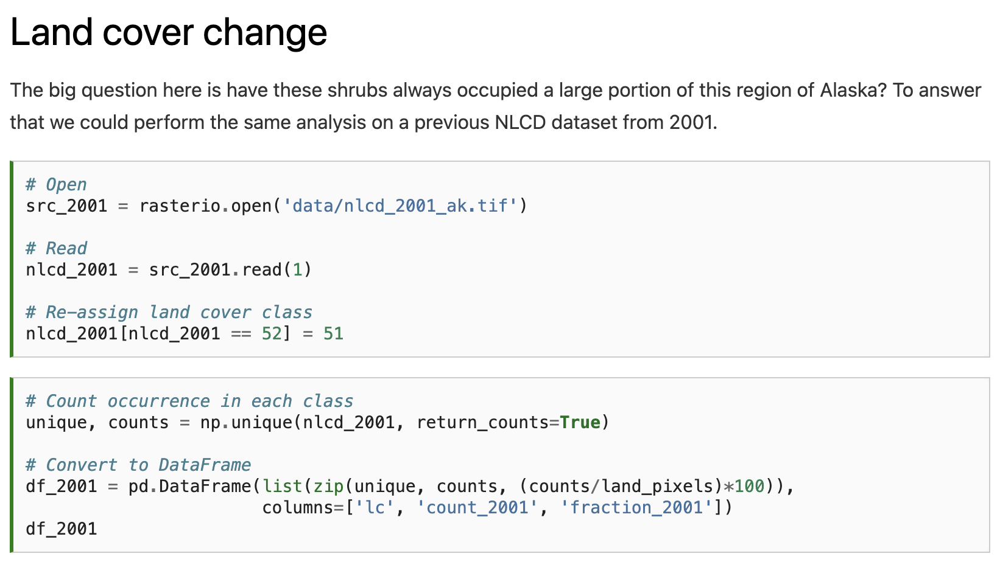 Land cover change
The big question here is have these shrubs always occupied a large portion of this region of Alaska? To answer
that we could perform the same analysis on a previous NLCD dataset from 2001.
# Open
src_2001 = rasterio.open('data/nlcd_2001_ak.tif')
# Read
nlcd_2001 = src_2001.read(1)
# Re-assign land cover class
nlcd_2001[nlcd_2001 == 52] = 51
# Count occurrence in each class
unique, counts = np.unique(nlcd_2001, return_counts=True)
# Convert to DataFrame
df_2001 = pd.DataFrame(list(zip(unique, counts, (counts/land_pixels)*100)),
columns=['lc', 'count_2001', 'fraction_2001'])
df_2001